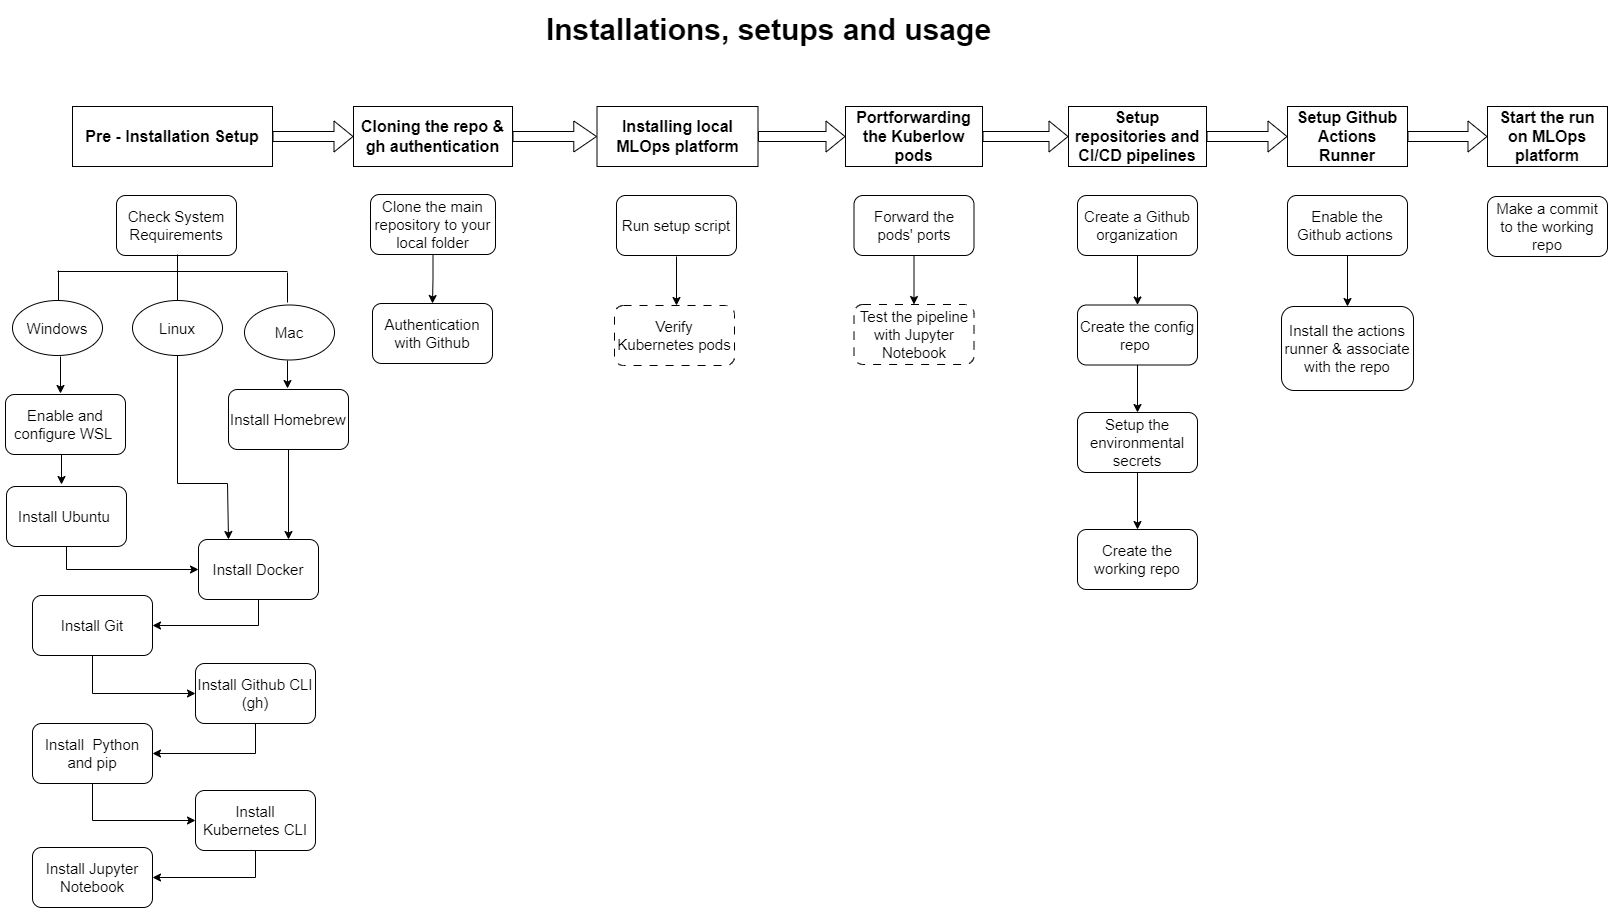 Installations, setups and usage
Pre - Installation Setup
Cloning the repo &
gh authentication
Installing local
MLOps platform
Portforwarding
the Kuberlow
pods
Setup
repositories and
CI/CD pipelines
Setup Github
Actions
Runner
Start the run
on MLOps
platform
Check System
Requirements
Windows
Linux
Mac
Enable and
configure WSL
Install Homebrew
Install Ubuntu
Install Docker
Install Git
Install Github CLI
(gh)
Install  Python
and pip
Install
Kubernetes CLI
Install Jupyter
Notebook
Clone the main
repository to your
local folder
Authentication
with Github
Run setup script
Verify
Kubernetes pods
Forward the
pods' ports
Test the pipeline
with Jupyter
Notebook
Create a Github
organization
Create the config
repo
Setup the
environmental
secrets
Create the
working repo
Enable the
Github actions
Install the actions
runner & associate
with the repo
Make a commit
to the working
repo